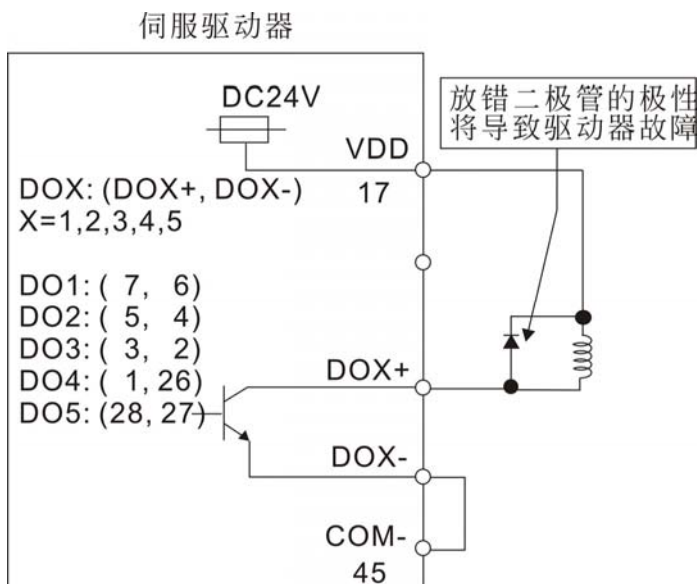 伺服驱动器
DC24V
放错二极管的极性
将导致驱动器故障
VDD
17
DOX: (DOX+, DOX-)
X=1,2,3,4,5
DO1: ( 7, 6)
DO2: ( 5, 4)
DO3: ( 3, 2)
DO4: ( 1, 26)
DO5: (28, 27)
DOX+
DOX-
COM-
45